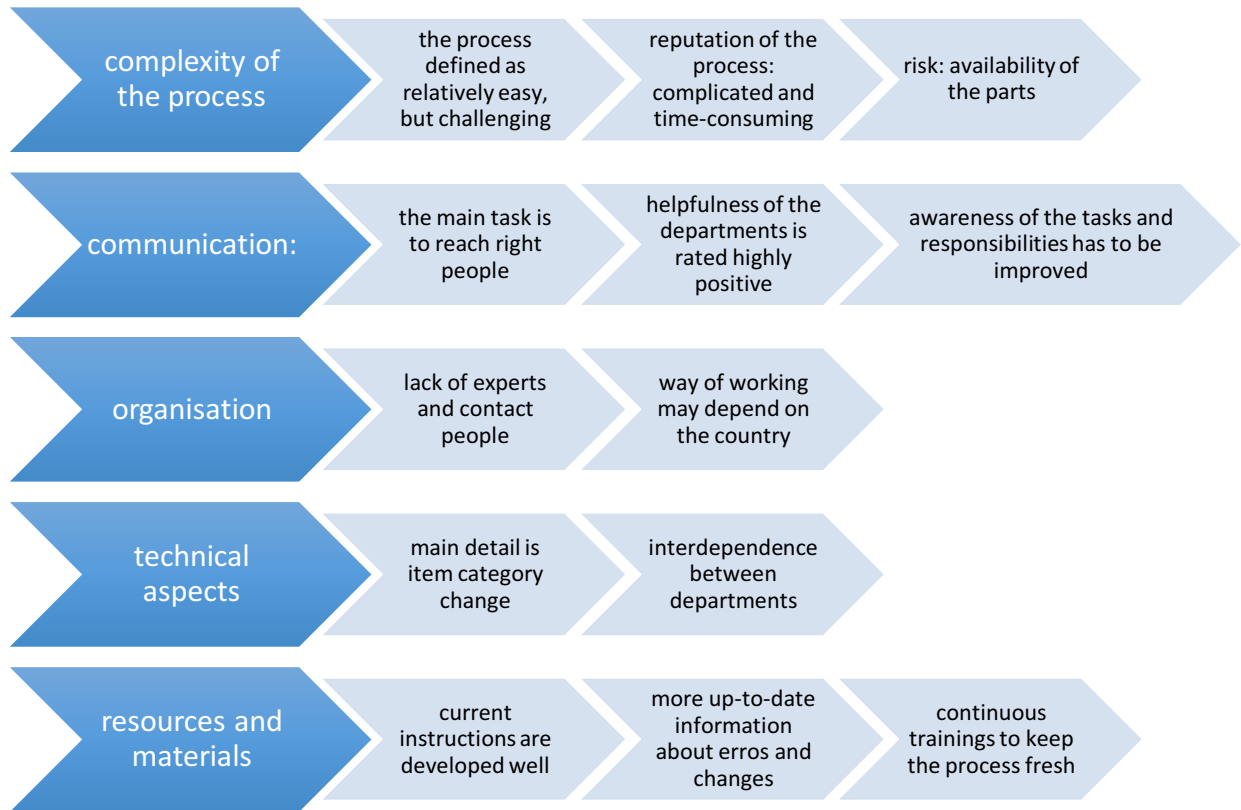 complexity of
the process
the process
defined as
relatively easy,
but challenging
reputation of the
process:
complicated and
time-consuming
risk: availability of
the parts
communication:
the main task is
to reach right
people
helpfulness of the
departments is
rated highly
positive
awareness of the tasks and
responsibilities has to be
improved
organisation
lack of experts
and contact
people
way of working
may depend on
the country
technical
aspects
main detail is
item category
change
interdependence
between
departments
resources and
materials
current
instructions are
developed well
more up-to-date
information
about erros and
changes
continuous
trainings to keep
the process fresh